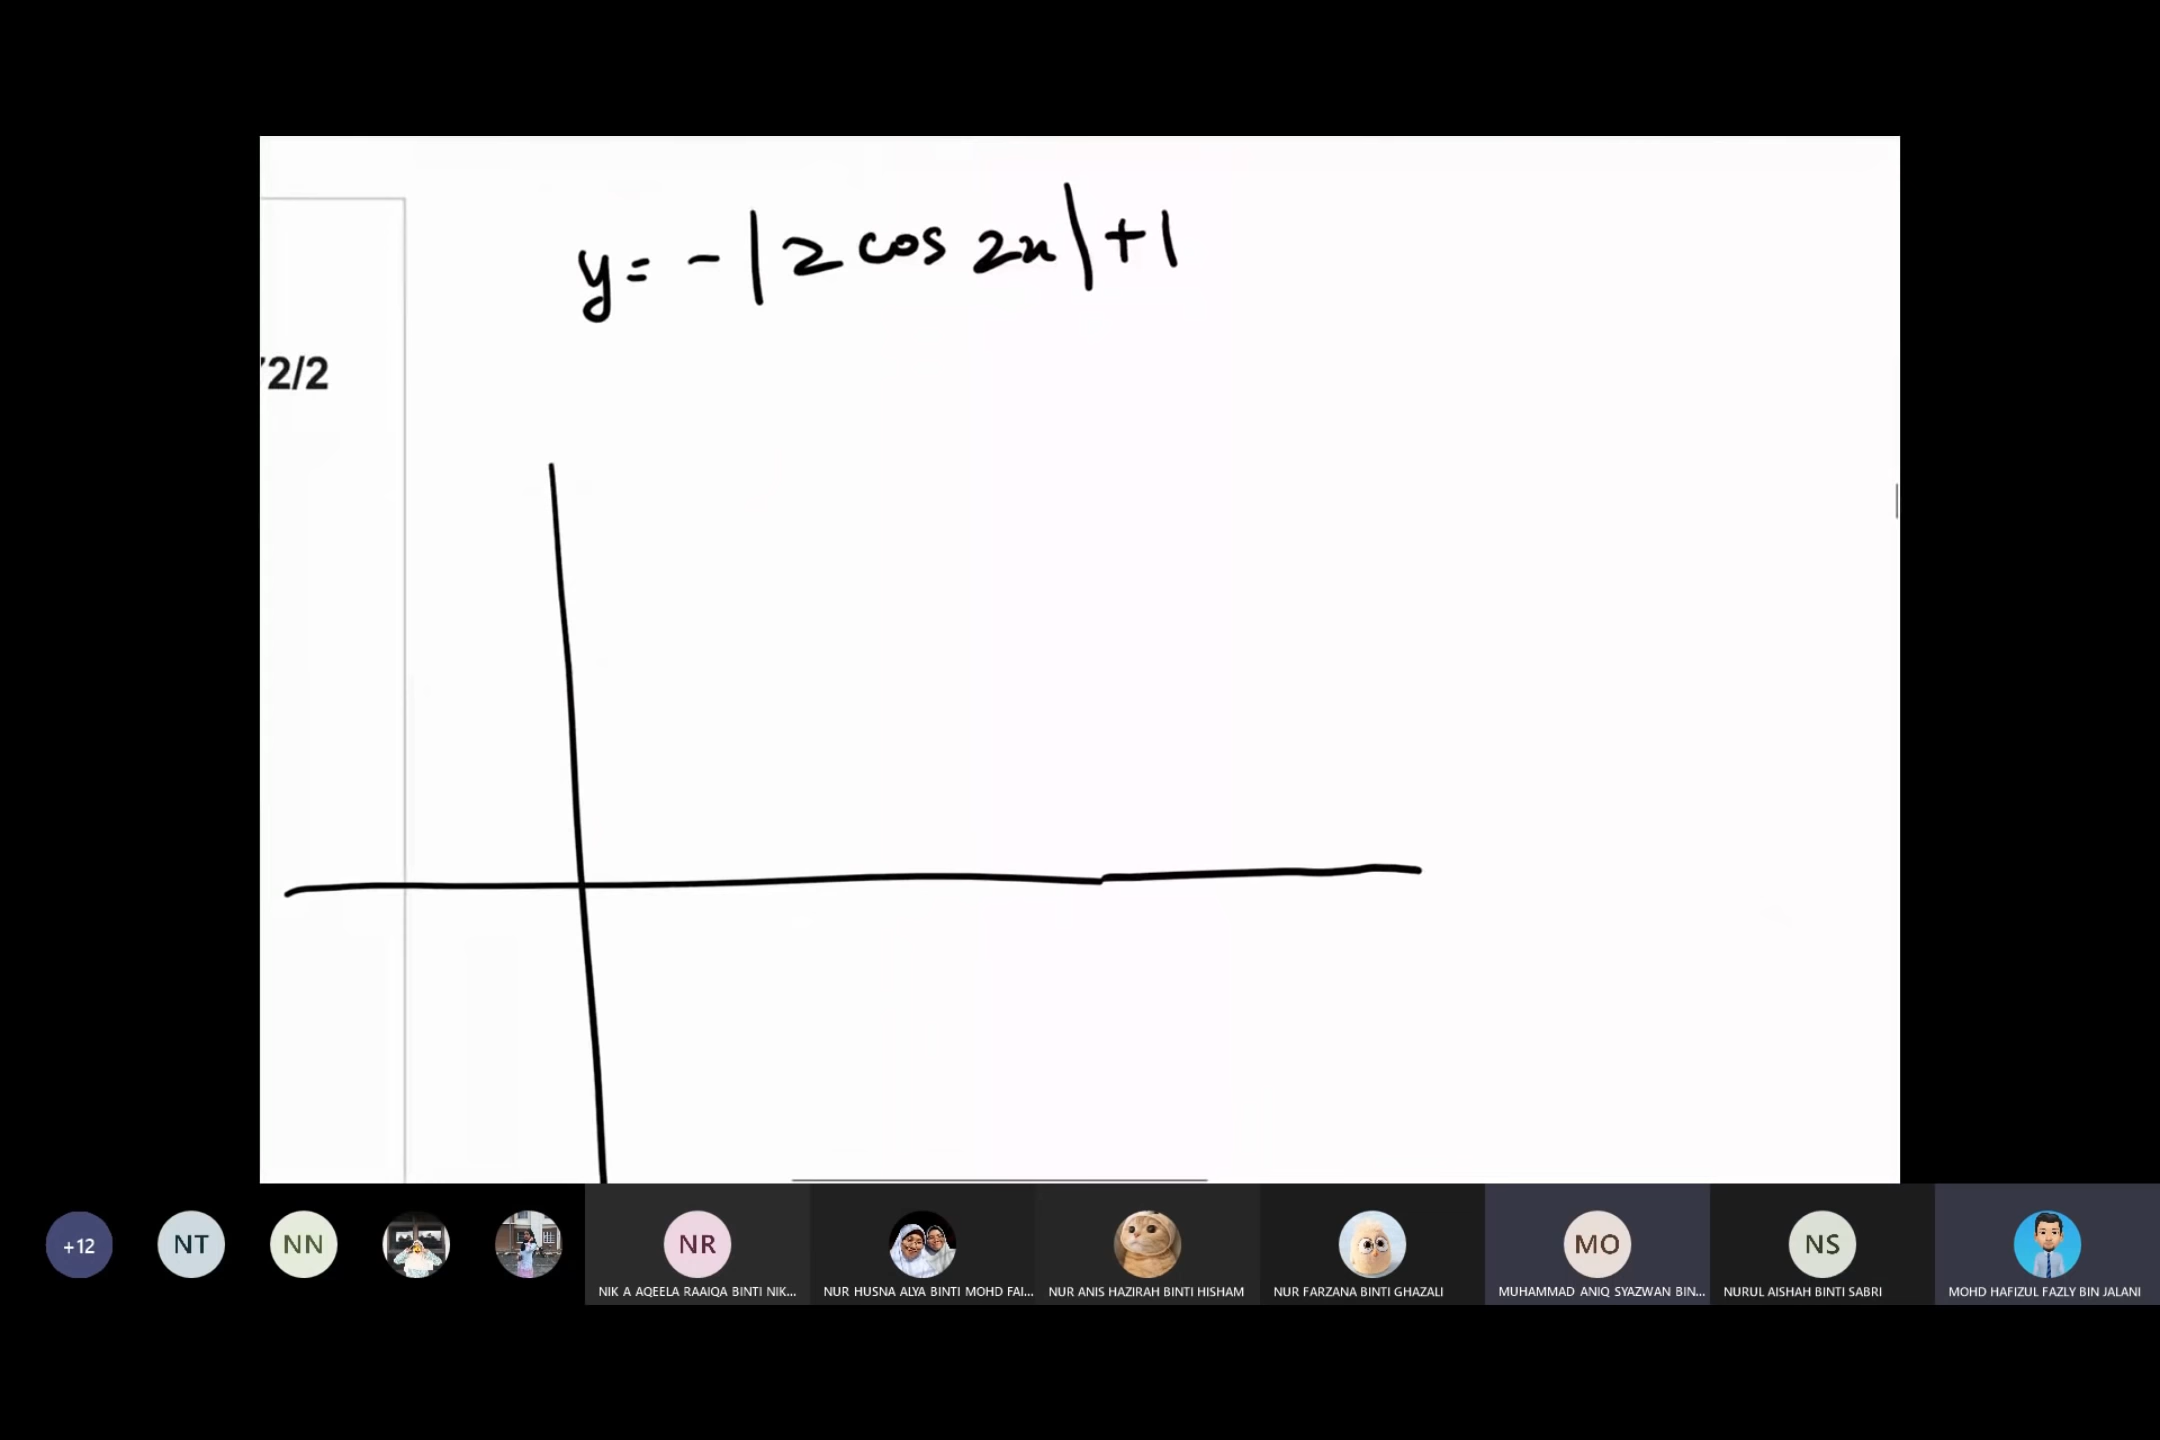 y = - | 2 cos 2x | + 1
2/2
+12
NT
NN
NR
MO
NS
NIK A AQEELA RAAIQA BINTI NIK...
NUR HUSNA ALYA BINTI MOHD FAI...
NUR ANIS HAZIRAH BINTI HISHAM
NUR FARZANA BINTI GHAZALI
MUHAMMAD ANIQ SYAZWAN BIN...
NURUL AISHAH BINTI SABRI
MOHD HAFIZUL FAZLY BIN JALANI